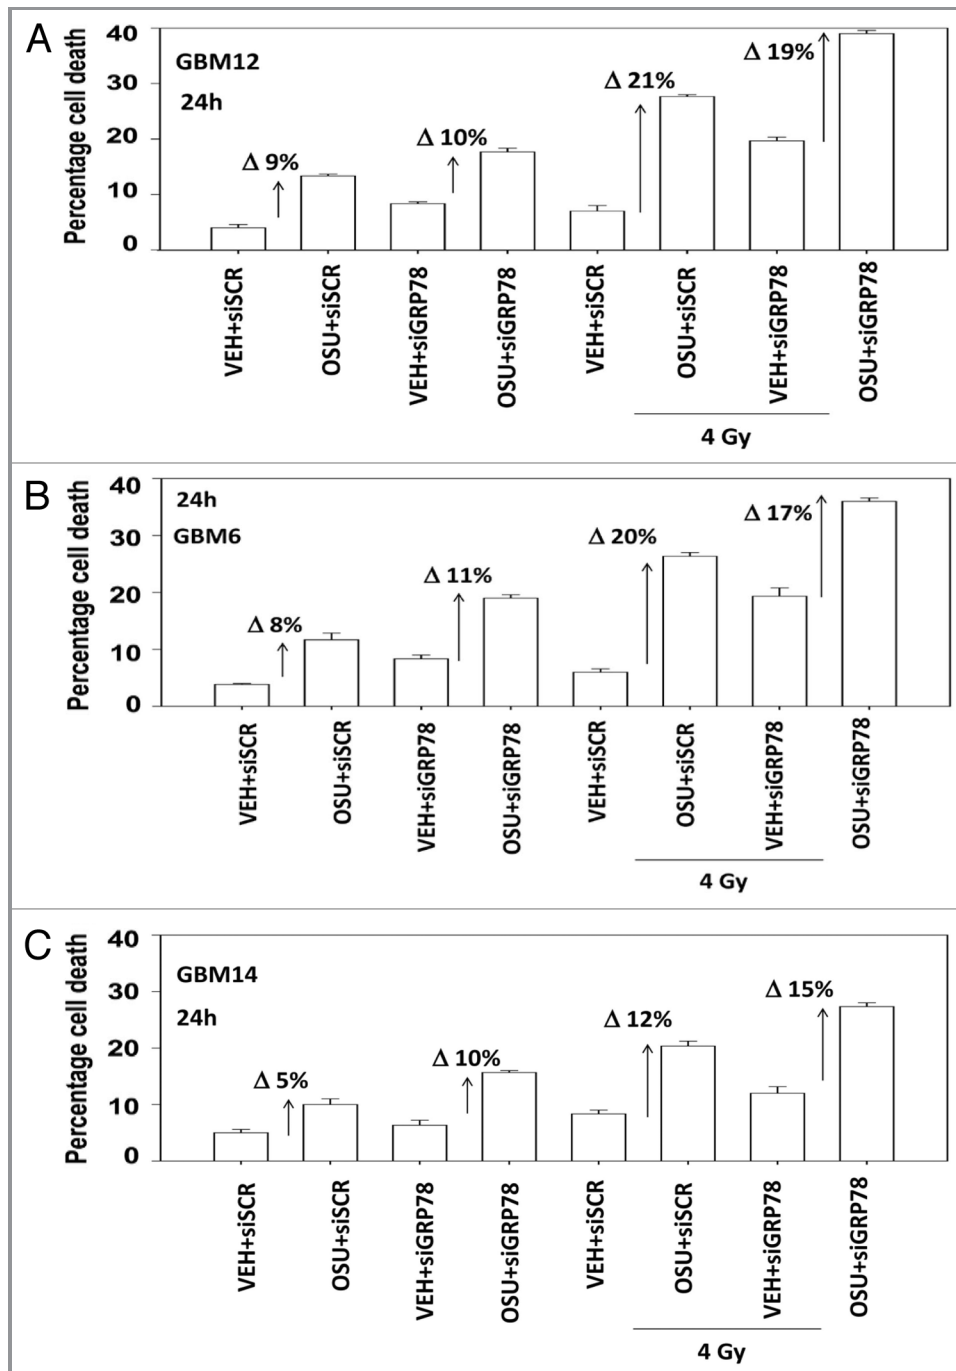 A
Percentage cell death
40
30
20
10
0
GBM12
24h
Δ 9%
Δ 10%
Δ 21%
Δ 19%
VEH+siSCR
OSU+siSCR
VEH+siGRP78
OSU+siGRP78
VEH+siSCR
OSU+siSCR
VEH+siGRP78
OSU+siGRP78
4 Gy
B
Percentage cell death
40
30
20
10
0
24h
GBM6
Δ 8%
Δ 11%
Δ 20%
Δ 17%
VEH+siSCR
OSU+siSCR
VEH+siGRP78
OSU+siGRP78
VEH+siSCR
OSU+siSCR
VEH+siGRP78
OSU+siGRP78
4 Gy
C
Percentage cell death
40
30
20
10
0
GBM14
24h
Δ 5%
Δ 10%
Δ 12%
Δ 15%
VEH+siSCR
OSU+siSCR
VEH+siGRP78
OSU+siGRP78
VEH+siSCR
OSU+siSCR
VEH+siGRP78
OSU+siGRP78
4 Gy